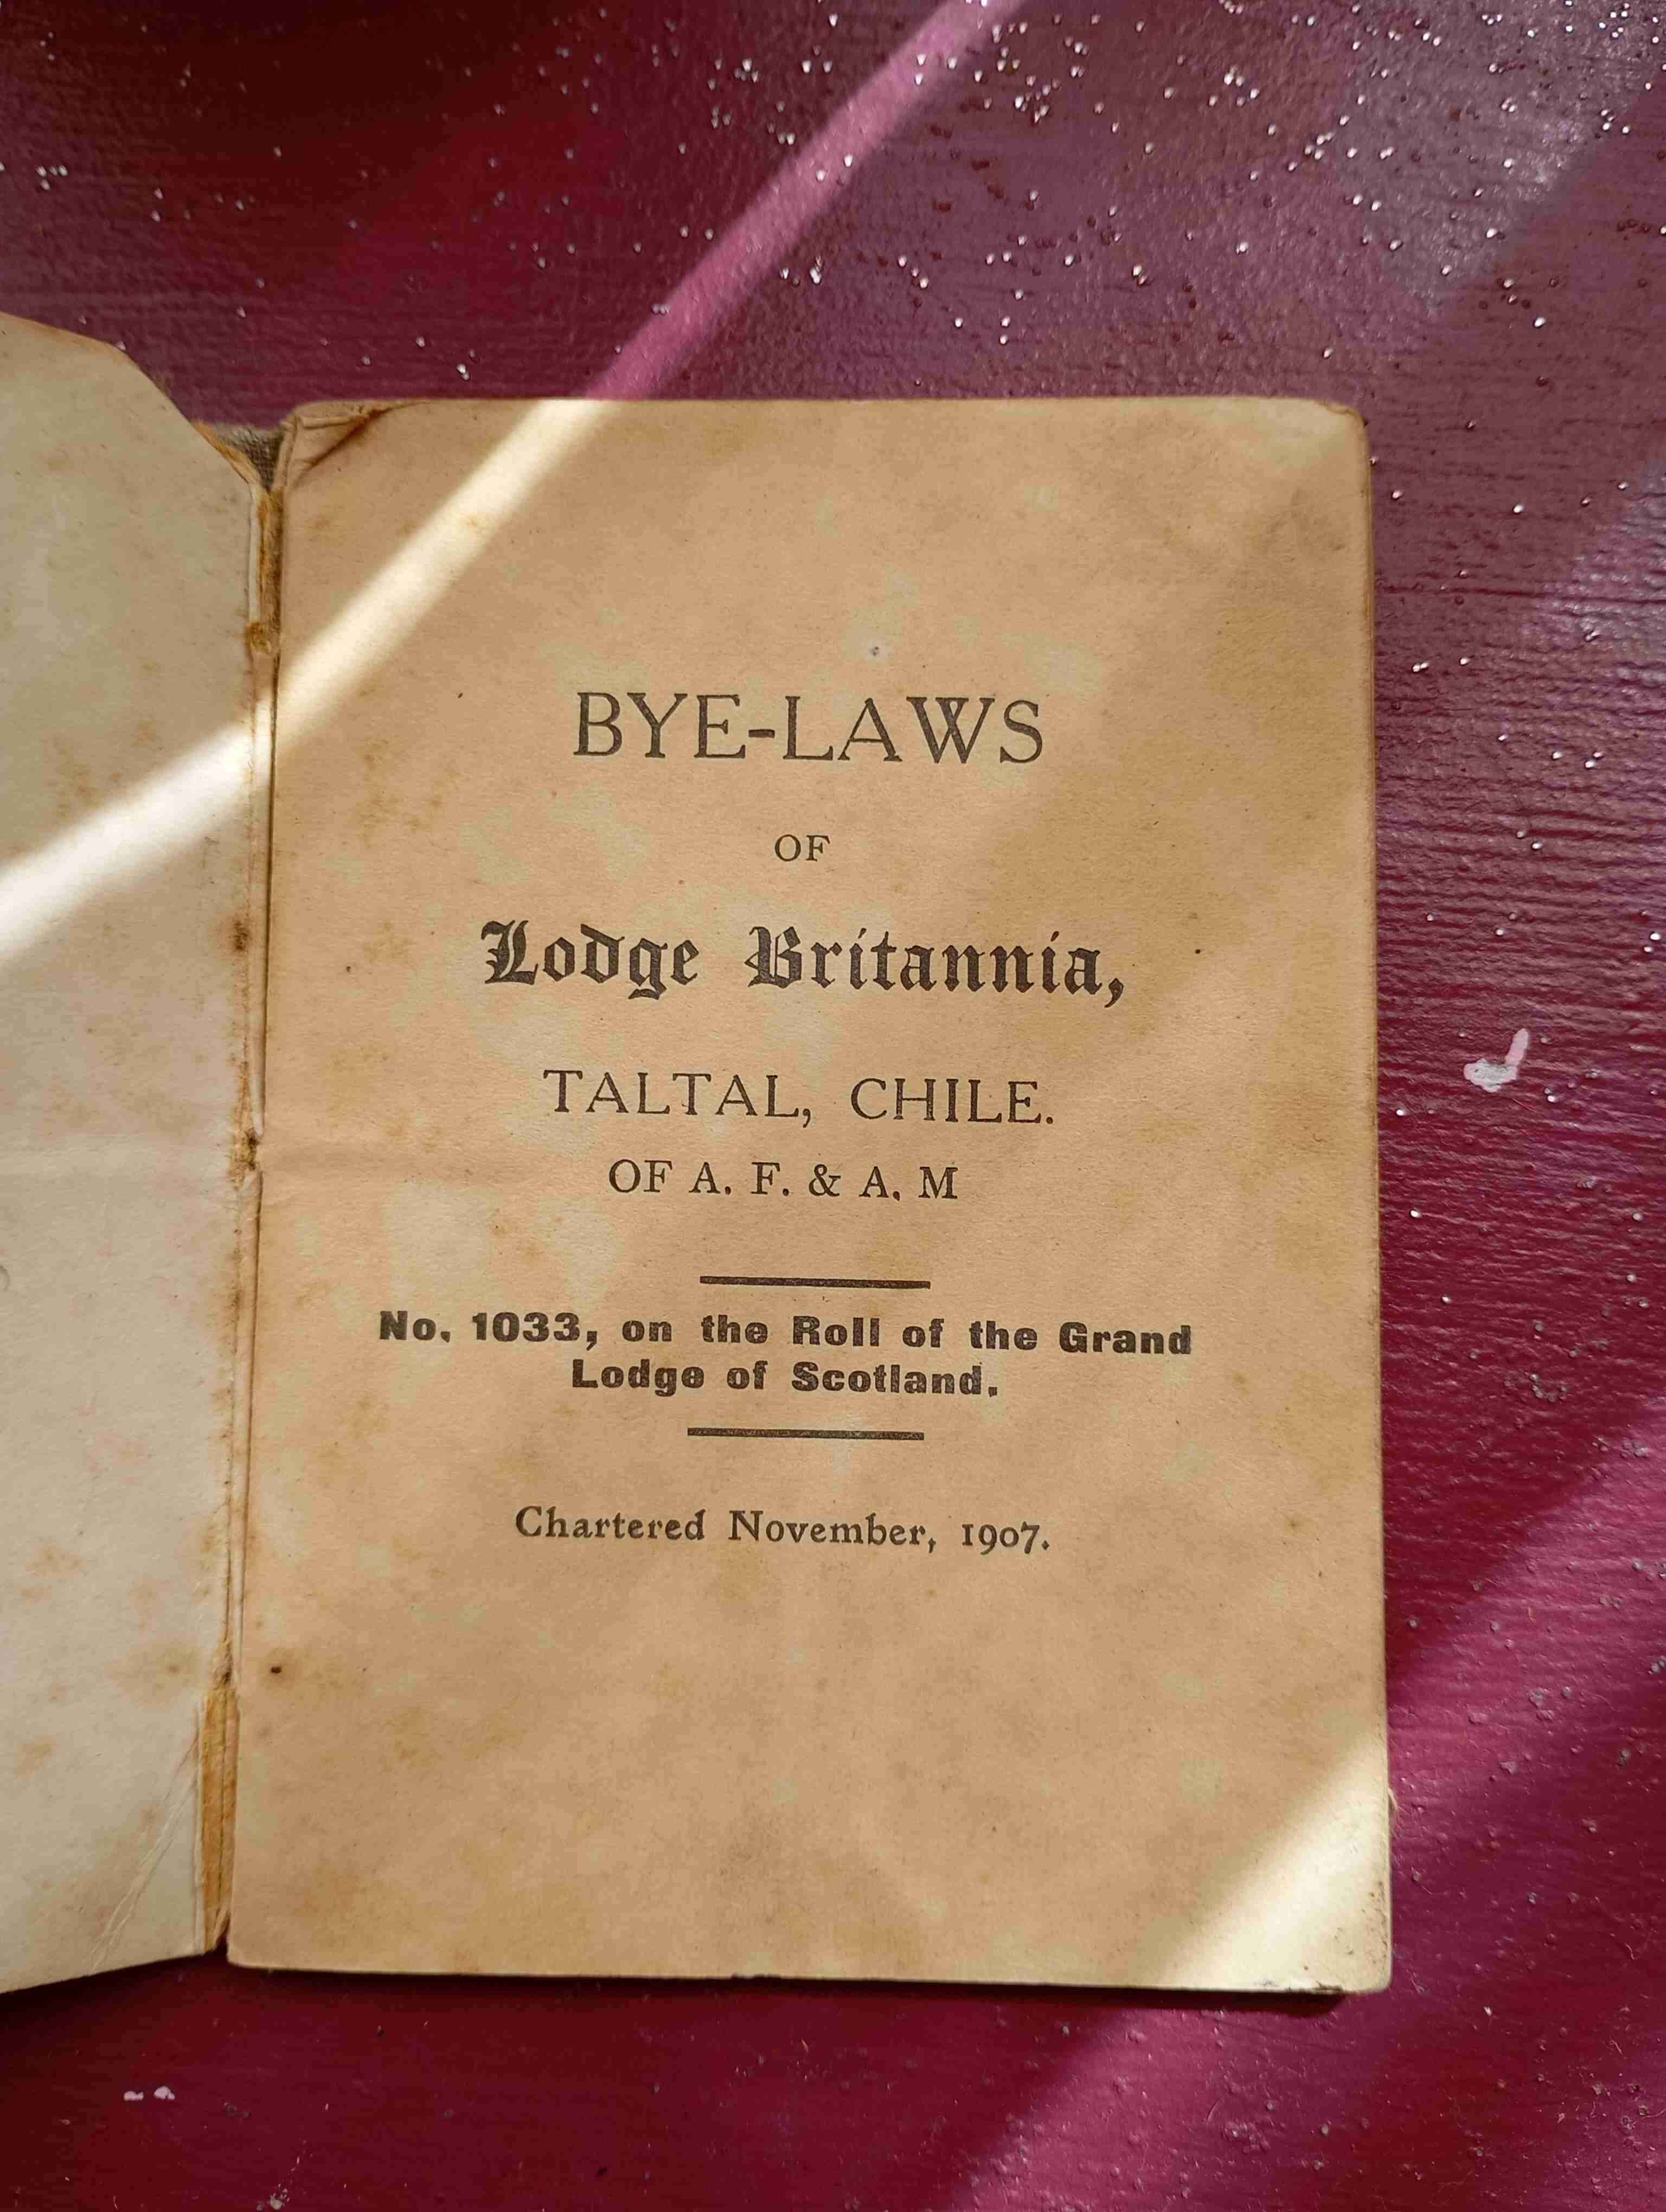 BYE-LAWS
OF
Lodge Britannia,
TALTAL, CHILE.
OF A. F. & A. M
No. 1033, on the Roll of the Grand
Lodge of Scotland.
Chartered November, 1907.